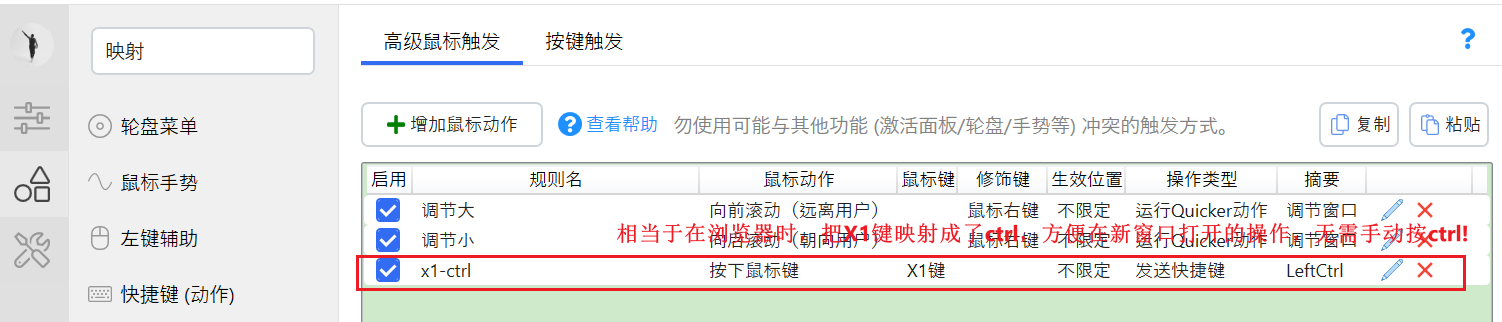 映射
高级鼠标触发 按键触发 ?
轮盘菜单
鼠标手势
左键辅助
快捷键 (动作)
增加鼠标动作 ? 查看帮助 勿使用可能与其他功能 (激活面板/轮盘/手势等) 冲突的触发方式。 复制 粘贴
启用 规则名 鼠标动作 鼠标键 修饰键 生效位置 操作类型 摘要
调节大 向前滚动（远离用户） 鼠标右键 不限定 运行Quicker动作 调节窗口
调节小 向后滚动（朝向用户） 鼠标右键 不限定 运行Quicker动作 调节窗口
相当于在浏览器时，把X1键映射成了ctrl，方便在新窗口打开的操作，无需手动按ctrl!
x1-ctrl 按下鼠标键 X1键 不限定 发送快捷键 LeftCtrl